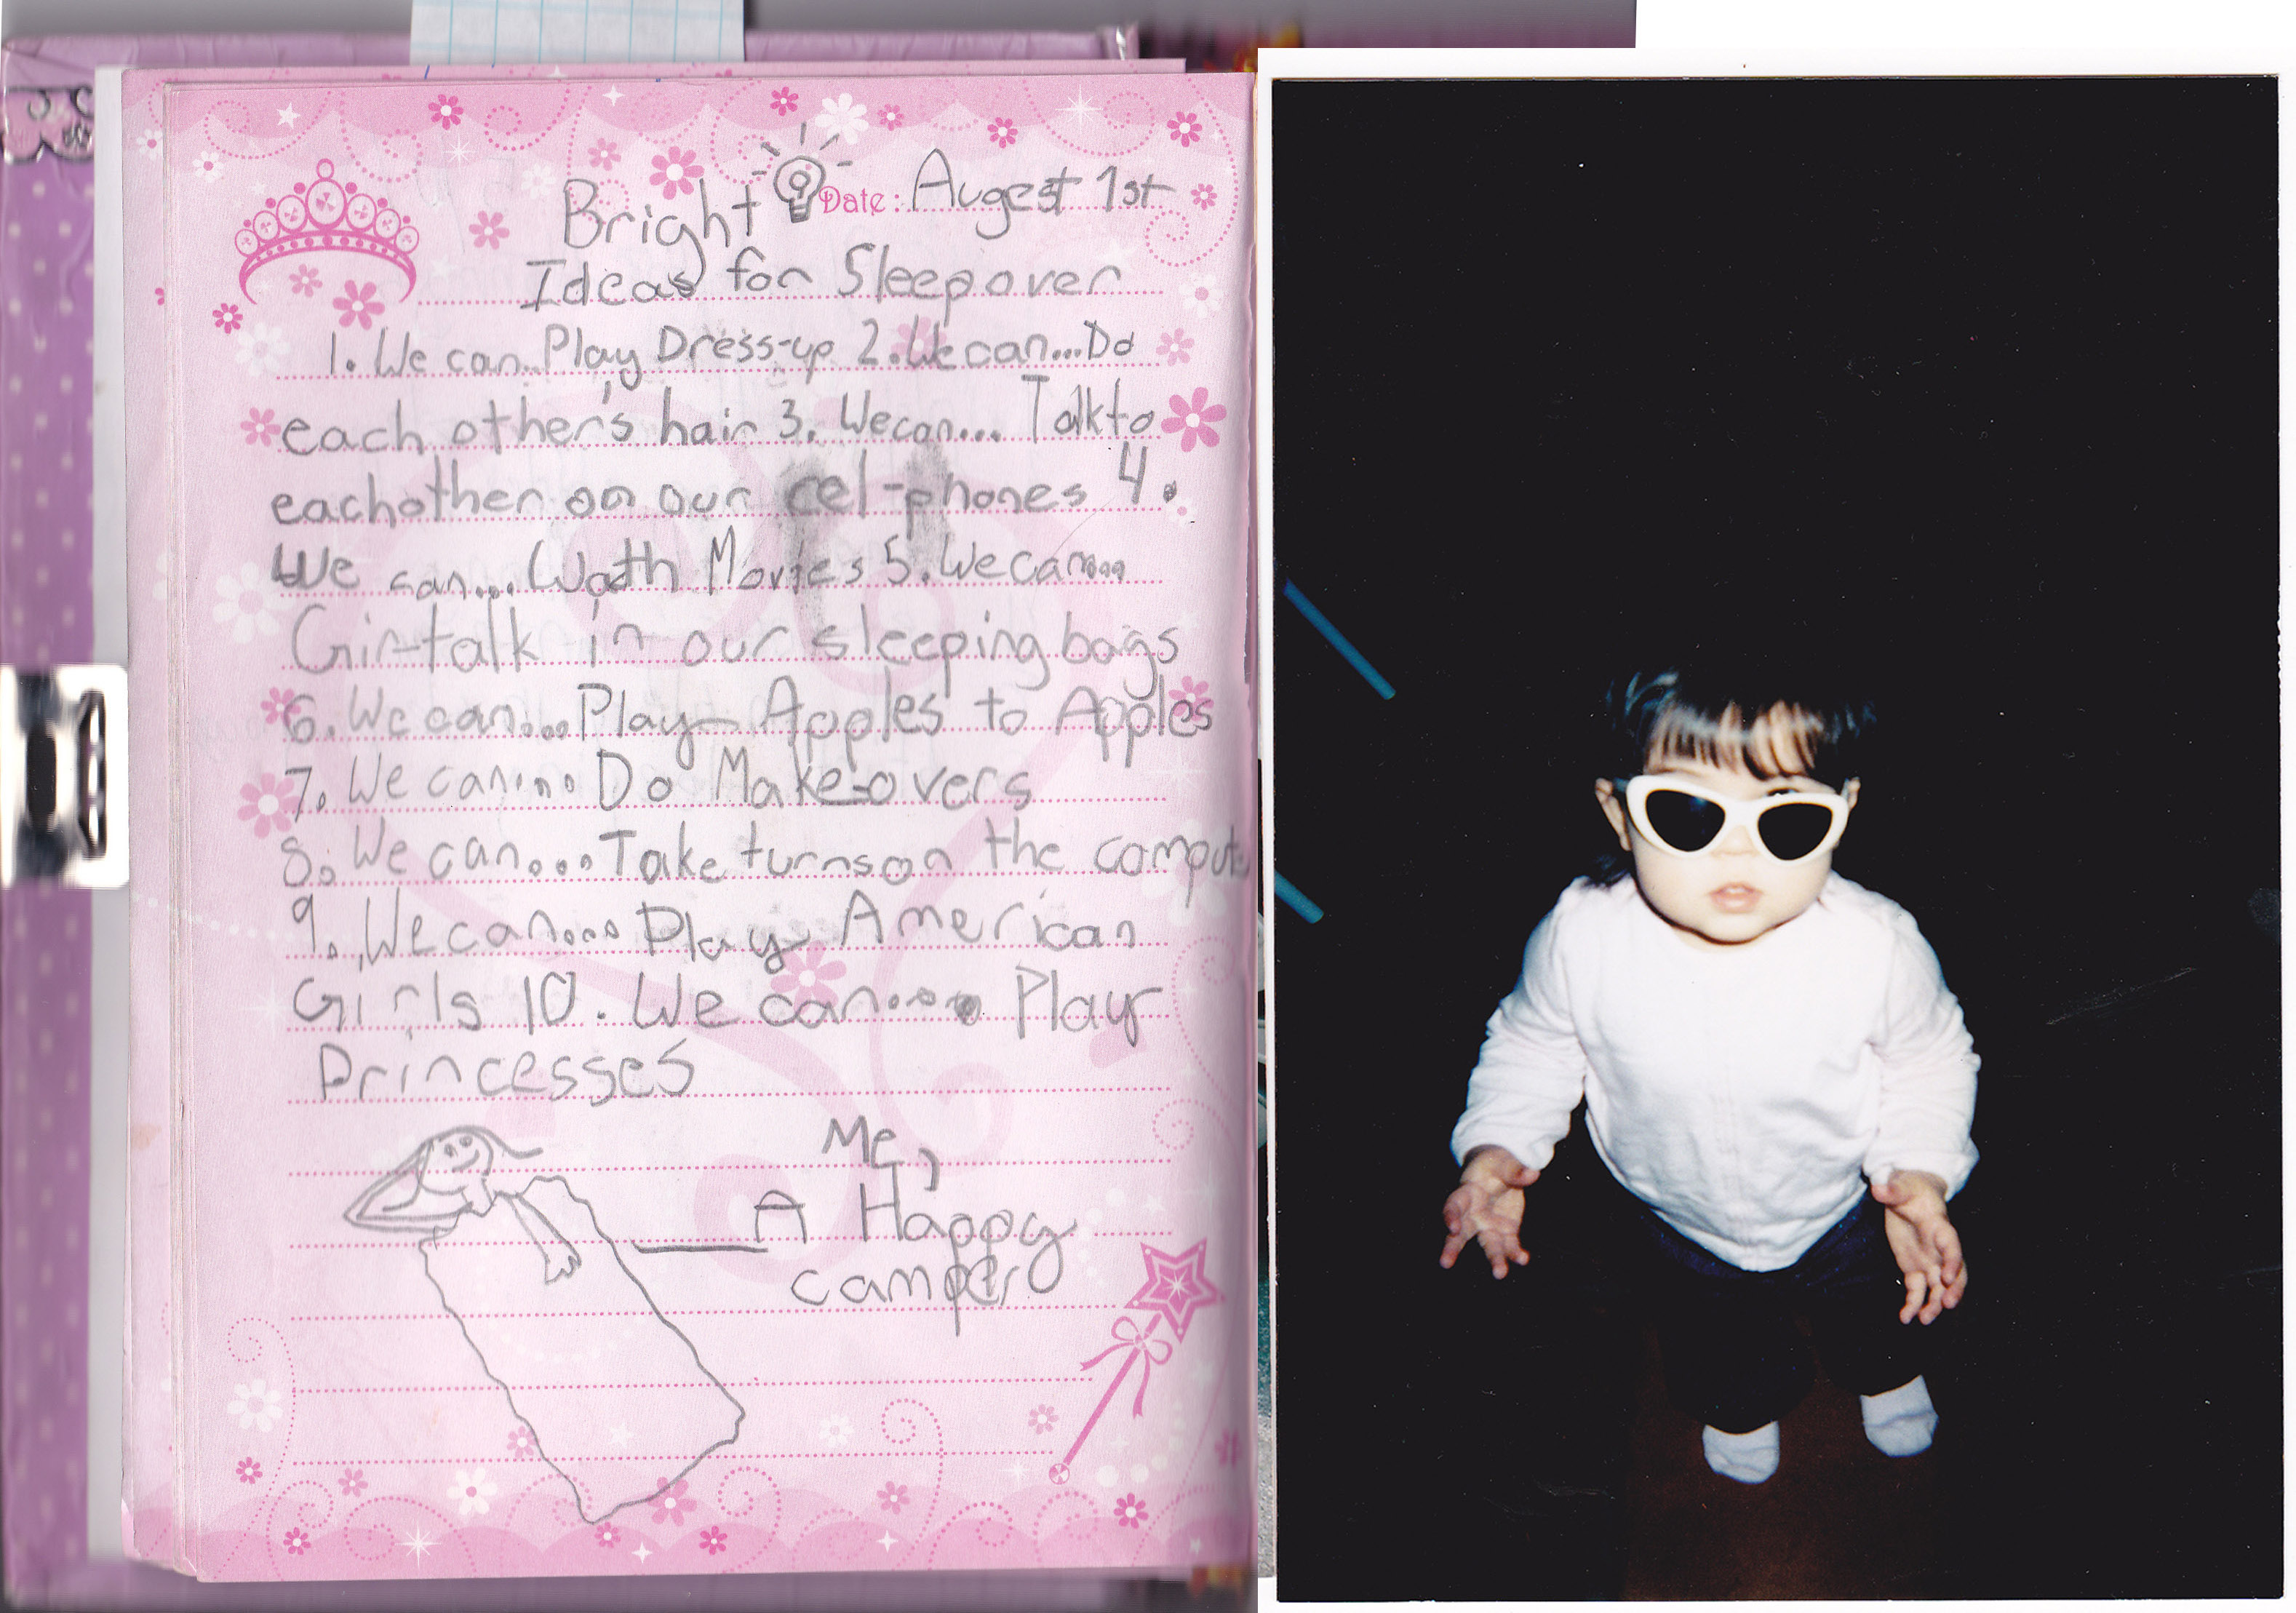 Bright Date: Augest 1st
Ideas for Sleepover
1. We can...Play Dress-up 2. We can...Do
each other's hair 3. We can... Talk to
eachother on our cel-phones 4.
We can... Wath Movies 5. We can...
Girl-talk in our sleeping bags
6. We can... Play Apples to Apples
7. We can... Do Make-overs
8. We can... Take turns on the compute
9. We can... Play American
Girls 10. We can.... Play
Princesses
Me,
A Happy
camper